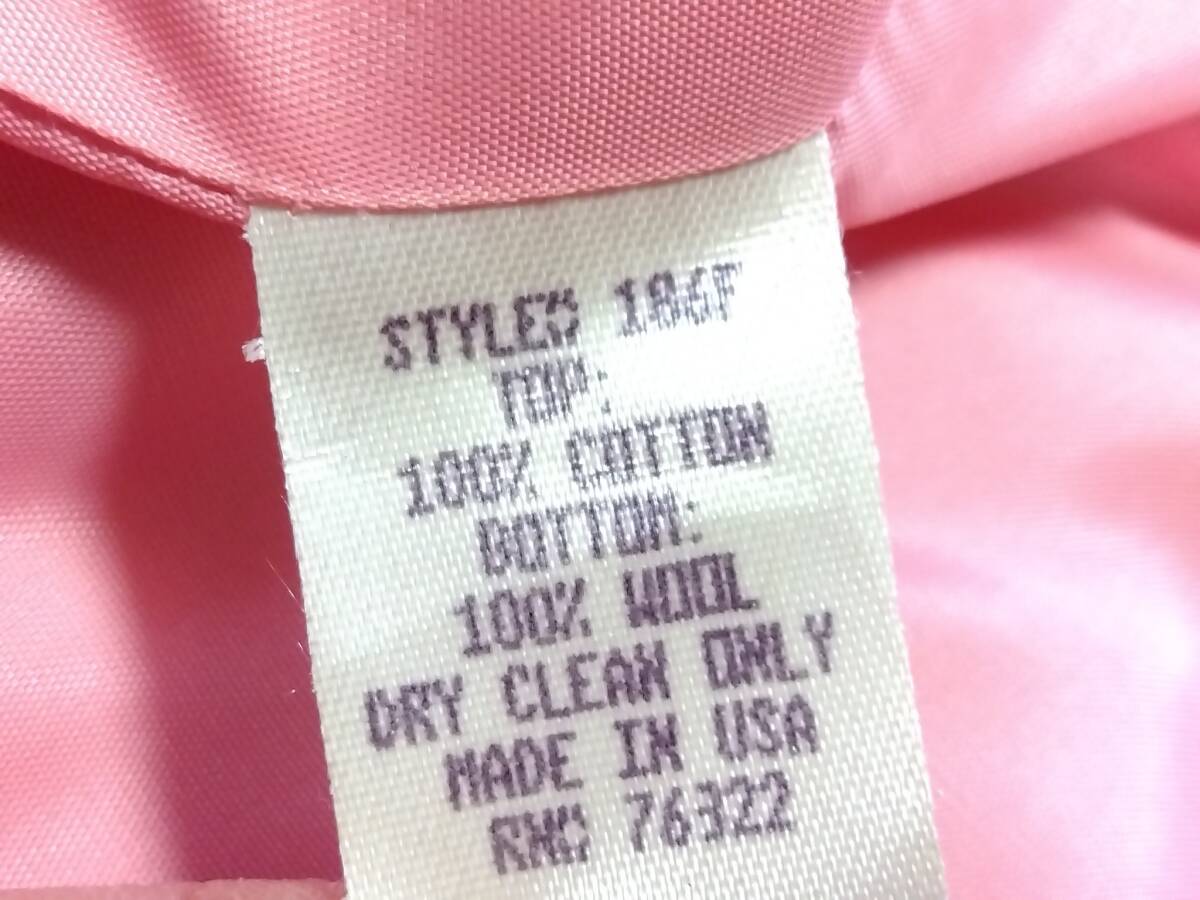 STYLE# 186F
TOP:
100% COTTON
BOTTOM:
100% WOOL
DRY CLEAN ONLY
MADE IN USA
RN# 76322